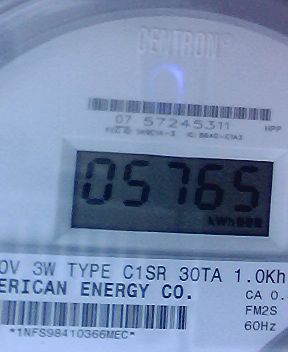 CENTRON®
07 57245311 HPP
05765
kWh
0V 3W TYPE C1SR 30TA 1.0Kh
ERICAN ENERGY CO. CA 0.
FM2S
*1NFS98410366MEC* 60Hz